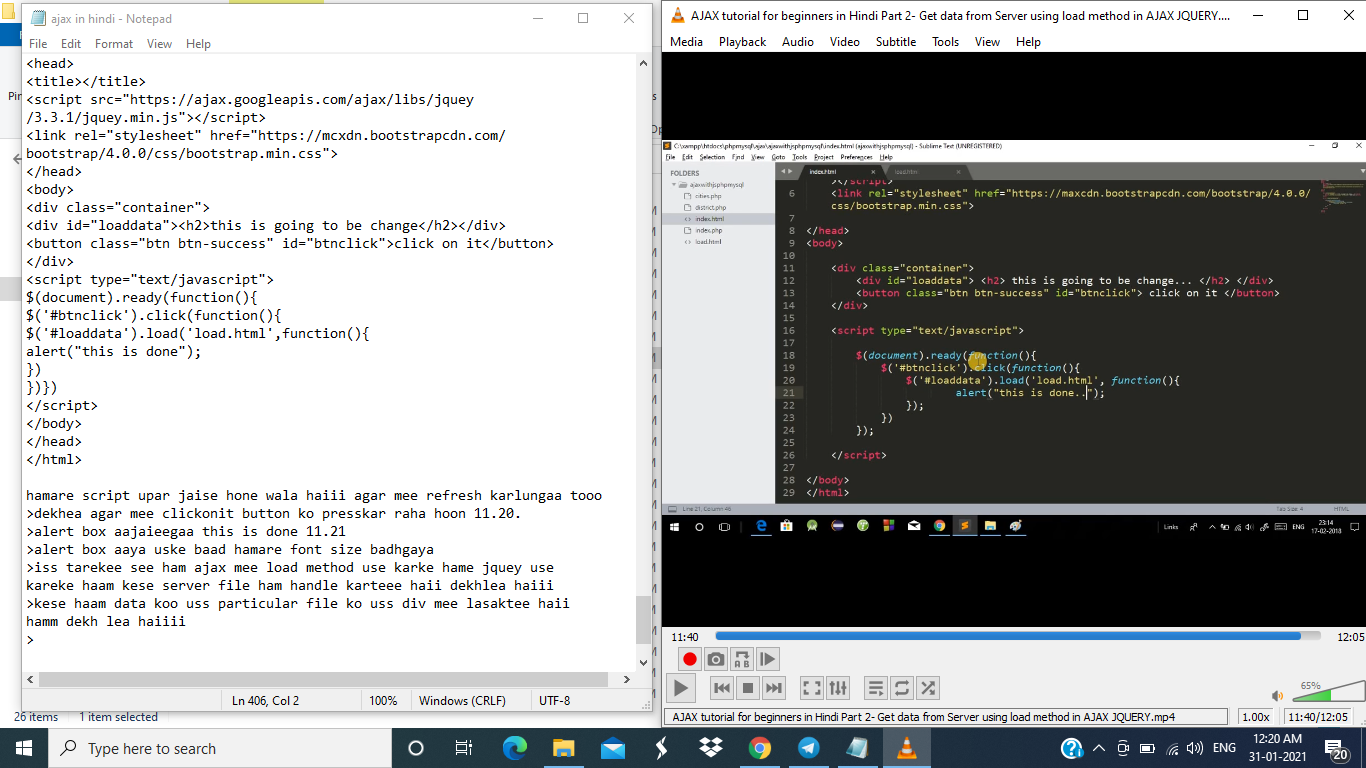 ajax in hindi - Notepad
File Edit Format View Help
<head>
<title></title>
<script src="https://ajax.googleapis.com/ajax/libs/jquey
/3.3.1/jquey.min.js"></script>
<link rel="stylesheet" href="https://mcxdn.bootstrapcdn.com/
bootstrap/4.0.0/css/bootstrap.min.css">
</head>
<body>
<div class="container">
<div id="loaddata"><h2>this is going to be change</h2></div>
<button class="btn btn-success" id="btnclick">click on it</button>
</div>
<script type="text/javascript">
$(document).ready(function(){
$('#btnclick').click(function(){
$('#loaddata').load('load.html',function(){
alert("this is done");
})
})})
</script>
</body>
</head>
</html>
hamare script upar jaise hone wala haiii agar mee refresh karlungaa tooo
>dekhea agar mee clickonit button ko presskar raha hoon 11.20.
>alert box aajaieegaa this is done 11.21
>alert box aaya uske baad hamare font size badhgaya
>iss tarekee see ham ajax mee load method use karke hame jquey use
kareke haam kese server file ham handle karteee haii dekhlea haiii
>kese haam data koo uss particular file ko uss div mee lasaktee haii
hamm dekh lea haiiii
>
Ln 406, Col 2 100% Windows (CRLF) UTF-8
26 items 1 item selected
AJAX tutorial for beginners in Hindi Part 2- Get data from Server using load method in AJAX JQUERY....
Media Playback Audio Video Subtitle Tools View Help
C:\xampp\htdocs\phpmysql\ajax\ajaxwithjsphpmysql\index.html (ajaxwithjsphpmysql) - Sublime Text (UNREGISTERED)
File Edit Selection Find View Goto Tools Project Preferences Help
FOLDERS
ajaxwithjsphpmysql
cities.php
district.php
index.html
index.php
load.html
index.html load.html
></script>
6 <link rel="stylesheet" href="https://maxcdn.bootstrapcdn.com/bootstrap/4.0.0/
css/bootstrap.min.css">
7
8 </head>
9 <body>
10
11 <div class="container">
12 <div id="loaddata"> <h2> this is going to be change... </h2> </div>
13 <button class="btn btn-success" id="btnclick"> click on it </button>
14 </div>
15
16 <script type="text/javascript">
17
18 $(document).ready(function(){
19 $('#btnclick').click(function(){
20 $('#loaddata').load('load.html', function(){
21 alert("this is done..");
22 });
23 })
24 });
25
26 </script>
27
28 </body>
29 </html>
Line 21, Column 46 Tab Size: 4 HTML
Links ENG 23:14
17-02-2018
11:40 12:05
65%
AJAX tutorial for beginners in Hindi Part 2- Get data from Server using load method in AJAX JQUERY.mp4 1.00x 11:40/12:05
Type here to search
ENG 12:20 AM
31-01-2021
20